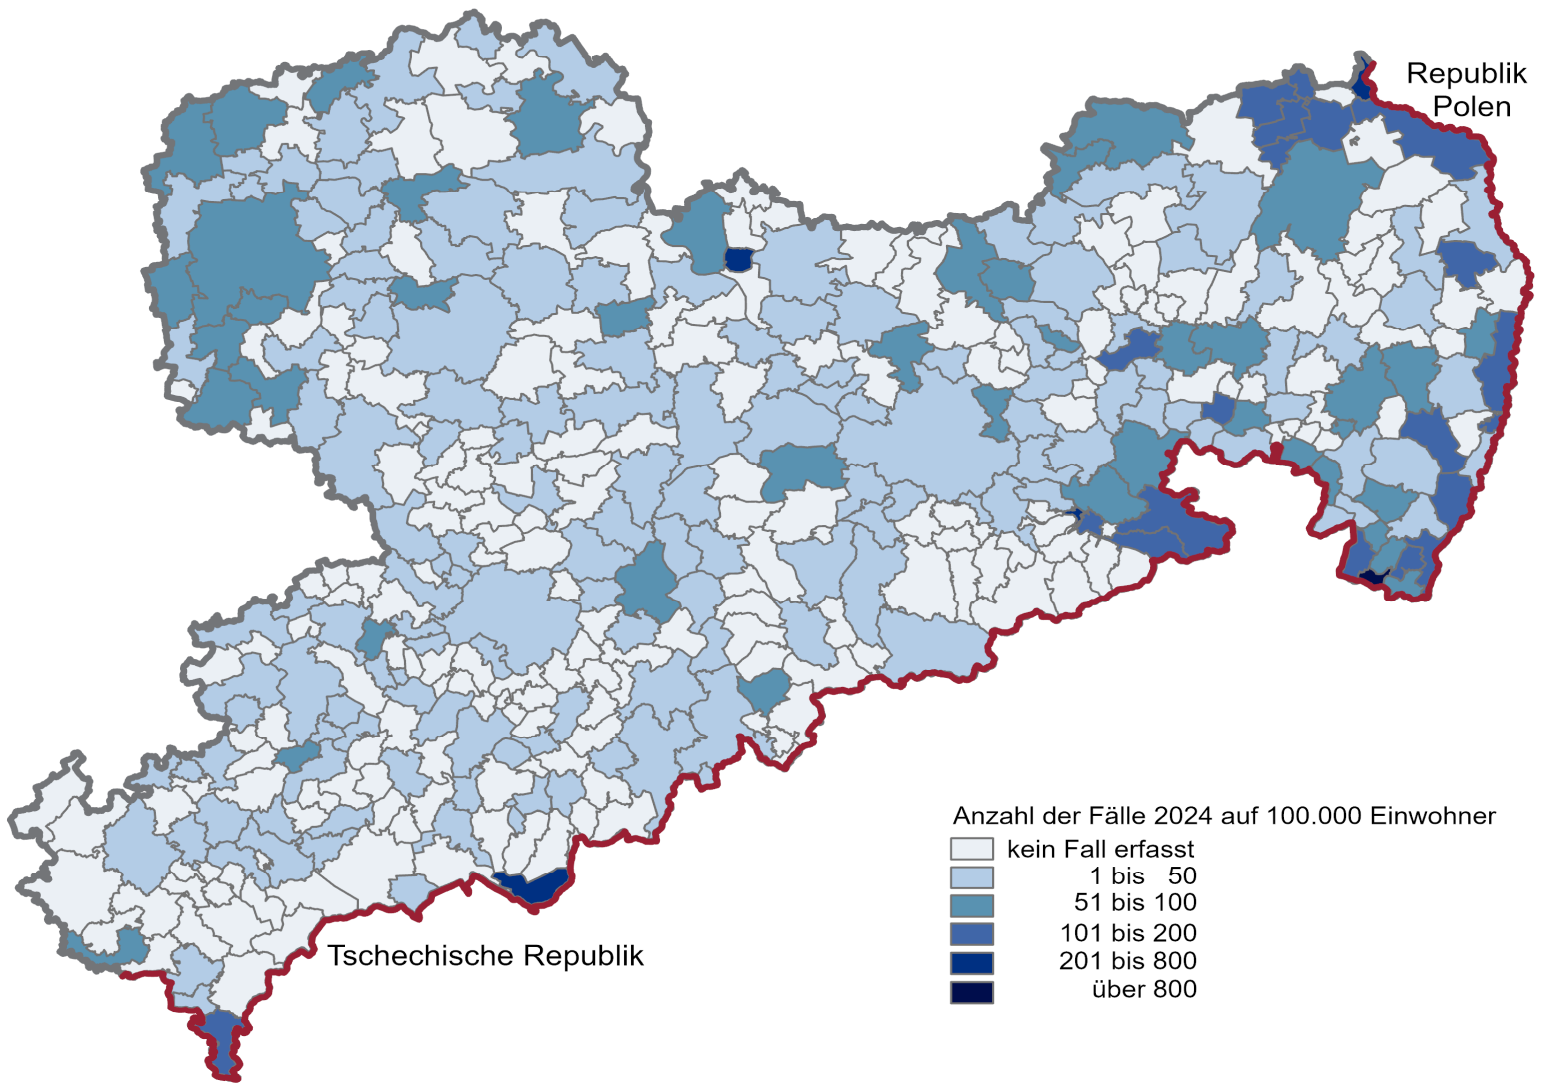 Republik
Polen
Anzahl der Fälle 2024 auf 100.000 Einwohner
kein Fall erfasst
1 bis 50
51 bis 100
101 bis 200
201 bis 800
über 800
Tschechische Republik